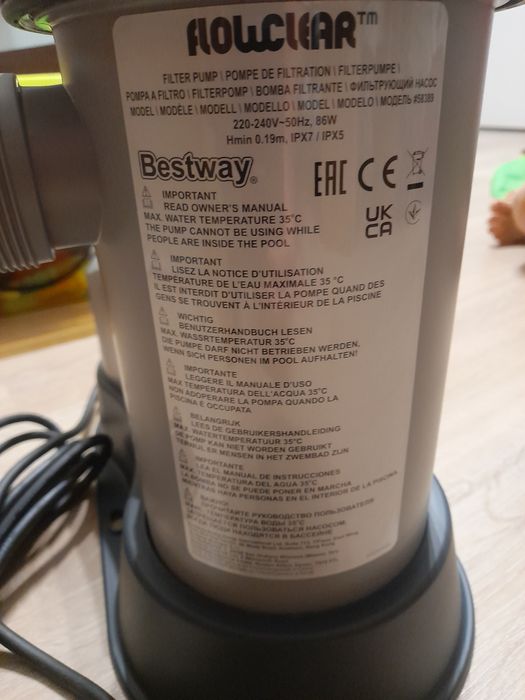 FLOWCLEAR™
FILTER PUMP \ POMPE DE FILTRATION \ FILTERPUMPE \
POMPA A FILTRO \ FILTERPOMP \ BOMBA FILTRANTE \ ФИЛЬТРУЮЩИЙ НАСОС
MODEL \ MODÈLE \ MODELL \ MODELLO \ MODEL \ MODELO \ МОДЕЛЬ #58389
220-240V~50Hz, 86W
Hmin 0.19m, IPX7 / IPX5
Bestway®
EAC CE
UK
CA
IMPORTANT
READ OWNER'S MANUAL
MAX. WATER TEMPERATURE 35°C
THE PUMP CANNOT BE USING WHILE
PEOPLE ARE INSIDE THE POOL
IMPORTANT
LISEZ LA NOTICE D'UTILISATION
TEMPÉRATURE DE L'EAU MAXIMALE 35 °C
IL EST INTERDIT D'UTILISER LA POMPE QUAND DES
GENS SE TROUVENT À L'INTÉRIEUR DE LA PISCINE
WICHTIG
BENUTZERHANDBUCH LESEN
MAX. WASSRTEMPERATUR 35°C
DIE PUMPE DARF NICHT BETRIEBEN WERDEN,
WENN SICH PERSONEN IM POOL AUFHALTEN!
IMPORTANTE
LEGGERE IL MANUALE D'USO
MAX TEMPERATURA DELL'ACQUA 35°C
NON ADOPERARE LA POMPA QUANDO LA
PISCINA È OCCUPATA
BELANGRIJK
LEES DE GEBRUIKERSHANDLEIDING
MAX. WATERTEMPERATUUR 35°C
DE POMP KAN NIET WORDEN GEBRUIKT
TERWIJL ER MENSEN IN HET ZWEMBAD ZIJN
IMPORTANTE
LEA EL MANUAL DE INSTRUCCIONES
MAX. TEMPERATURA DEL AGUA 35°C
LA BOMBA NO SE PUEDE PONER EN MARCHA
MIENTRAS HAYA PERSONAS EN EL INTERIOR DE LA PISCINA
ВАЖНО!
ПРОЧИТАЙТЕ РУКОВОДСТВО ПОЛЬЗОВАТЕЛЯ
ТЕМПЕРАТУРА ВОДЫ 35°C
ПОЛЬЗОВАТЬСЯ НАСОСОМ,
ЛЮДИ НАХОДЯТСЯ В БАССЕЙНЕ